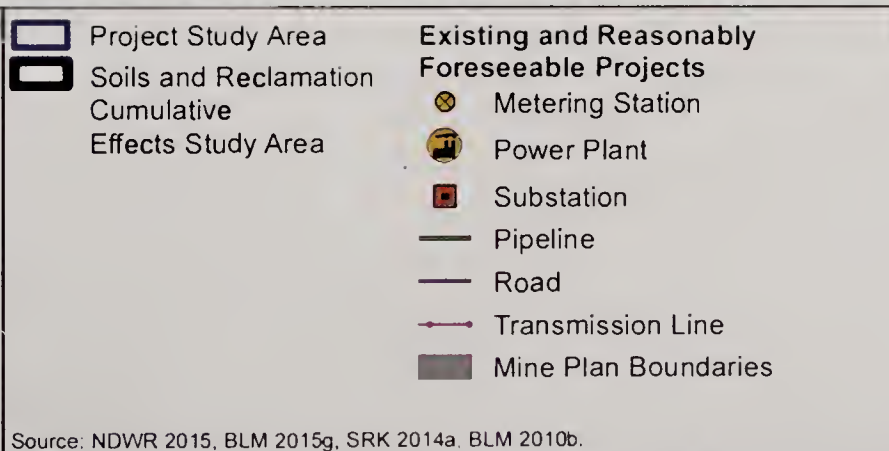 Project Study Area
Soils and Reclamation
Cumulative
Effects Study Area
Existing and Reasonably
Foreseeable Projects
Metering Station
Power Plant
Substation
Pipeline
Road
Transmission Line
Mine Plan Boundaries
Source: NDWR 2015, BLM 2015g, SRK 2014a, BLM 2010b.